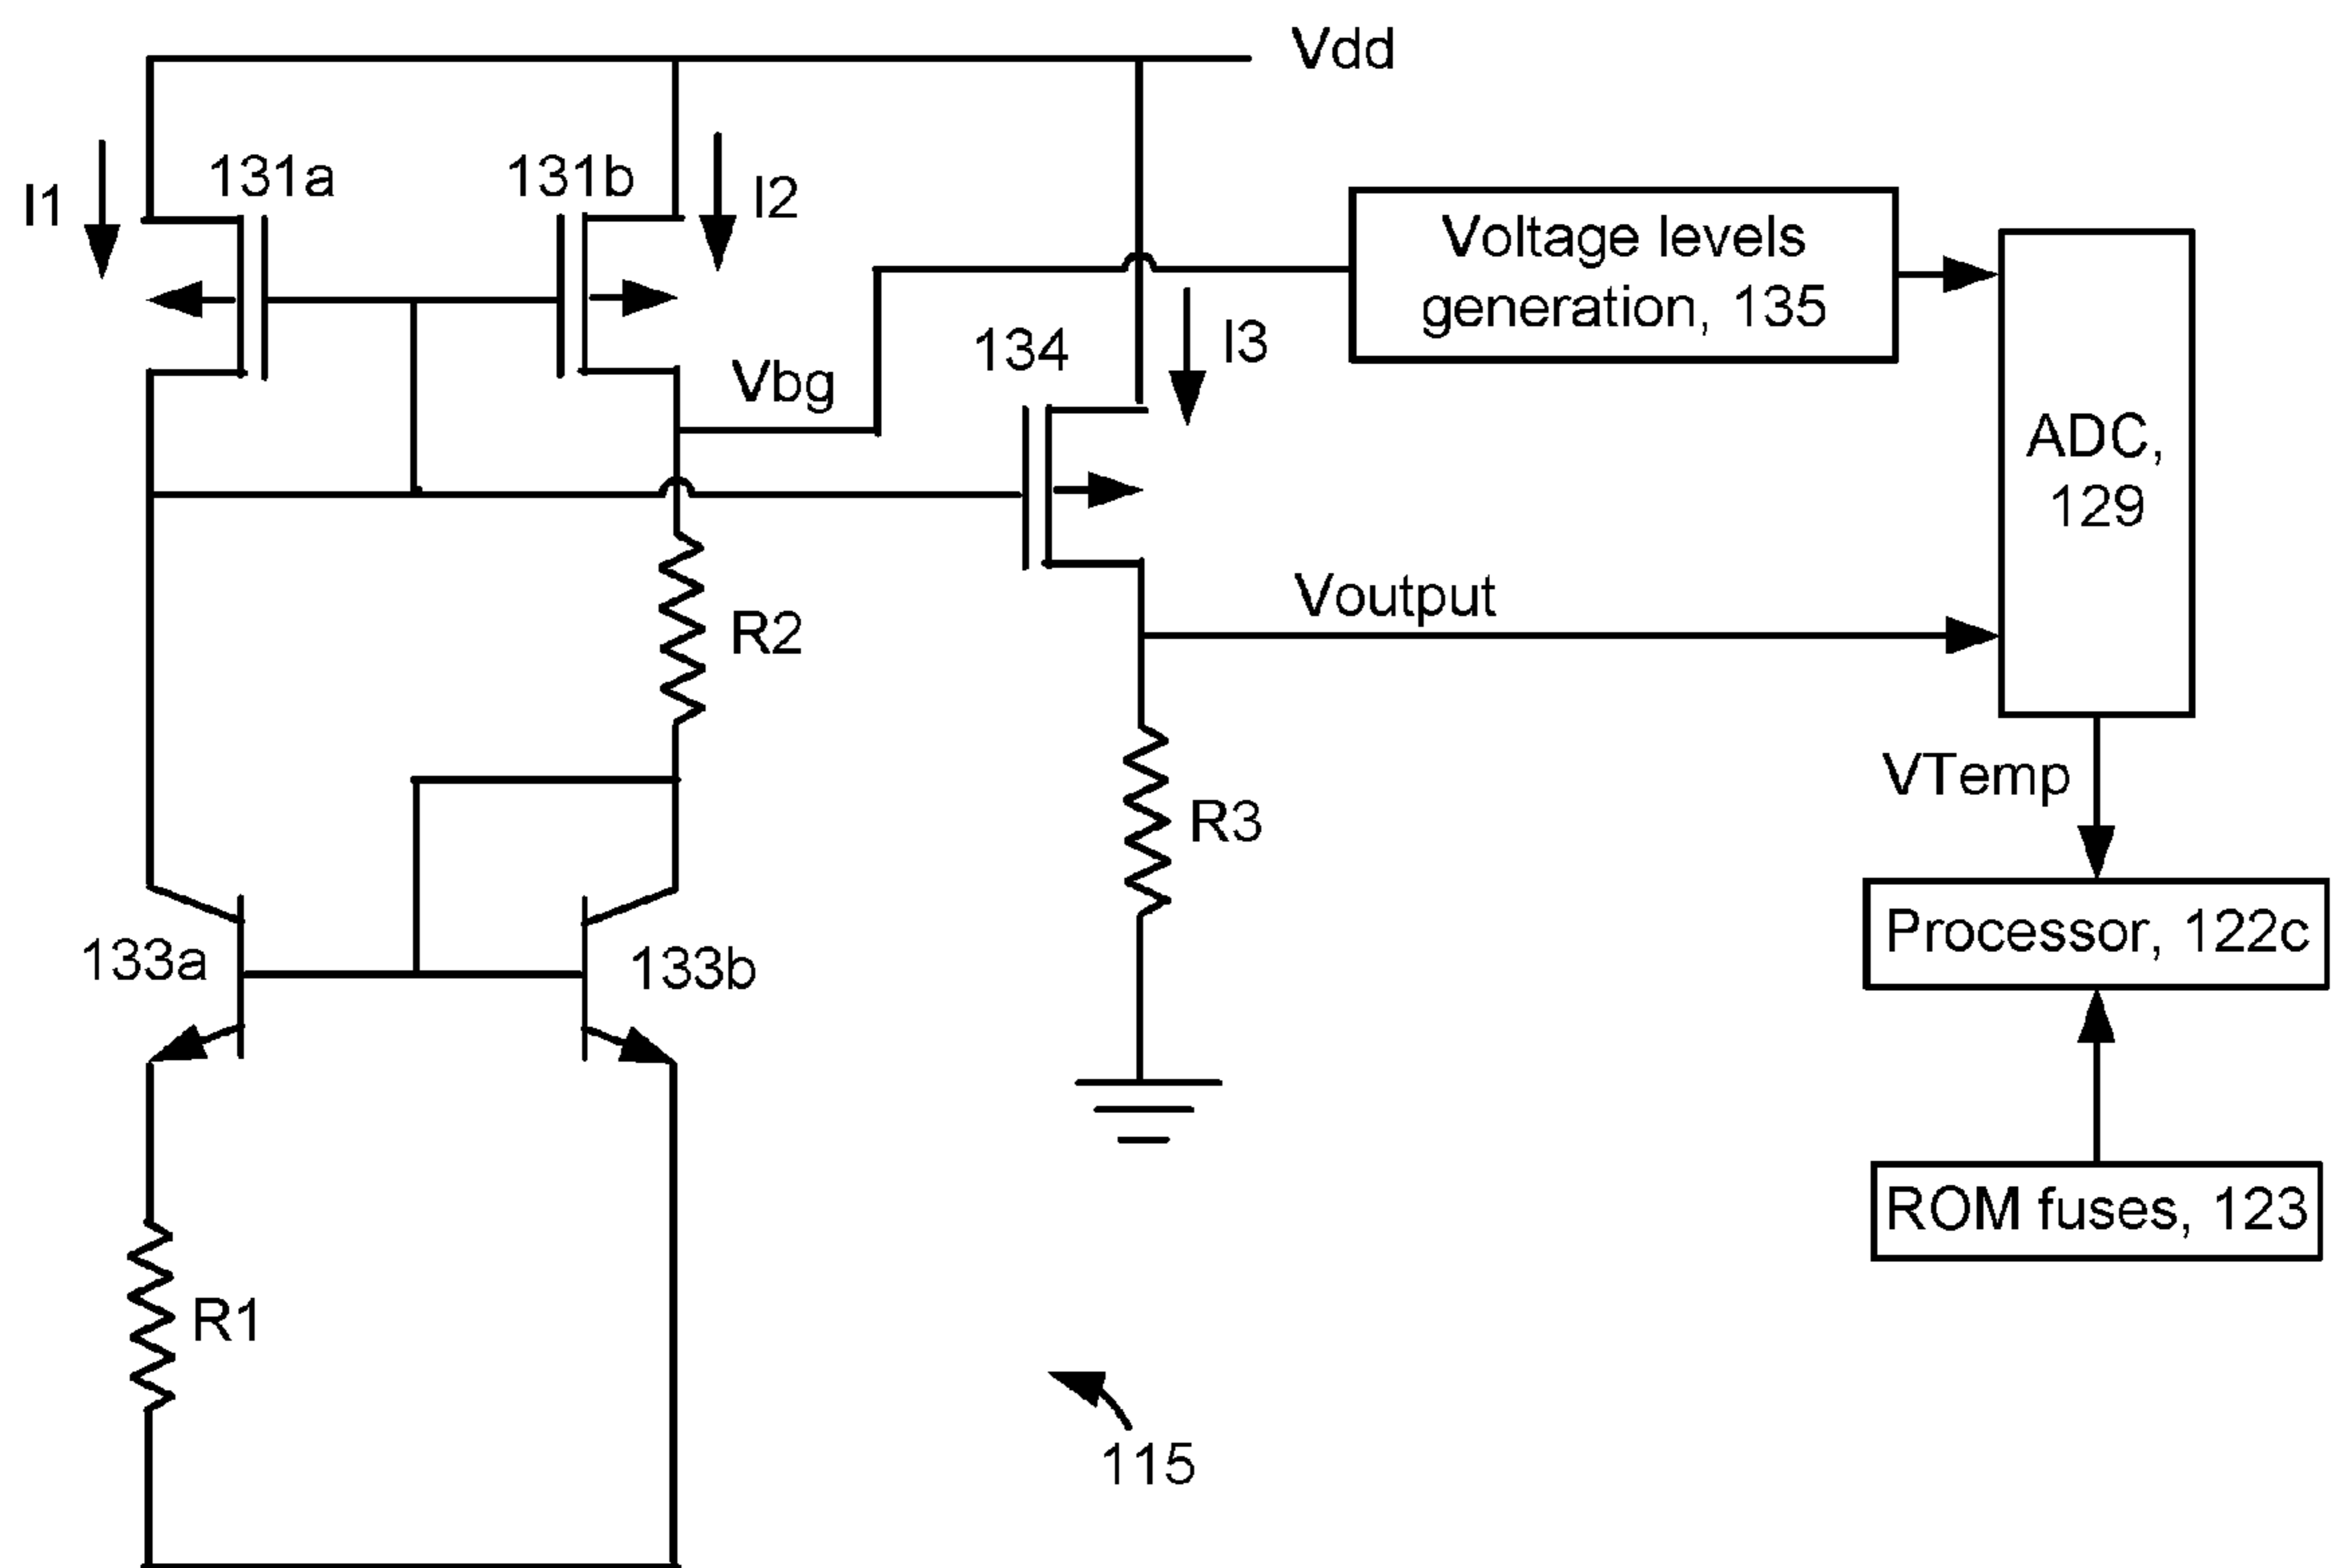 Vdd
I1
131a
131b
I2
Voltage levels
generation, 135
134
I3
Vbg
ADC,
129
Voutput
R2
VTemp
R3
133a
133b
Processor, 122c
ROM fuses, 123
R1
115